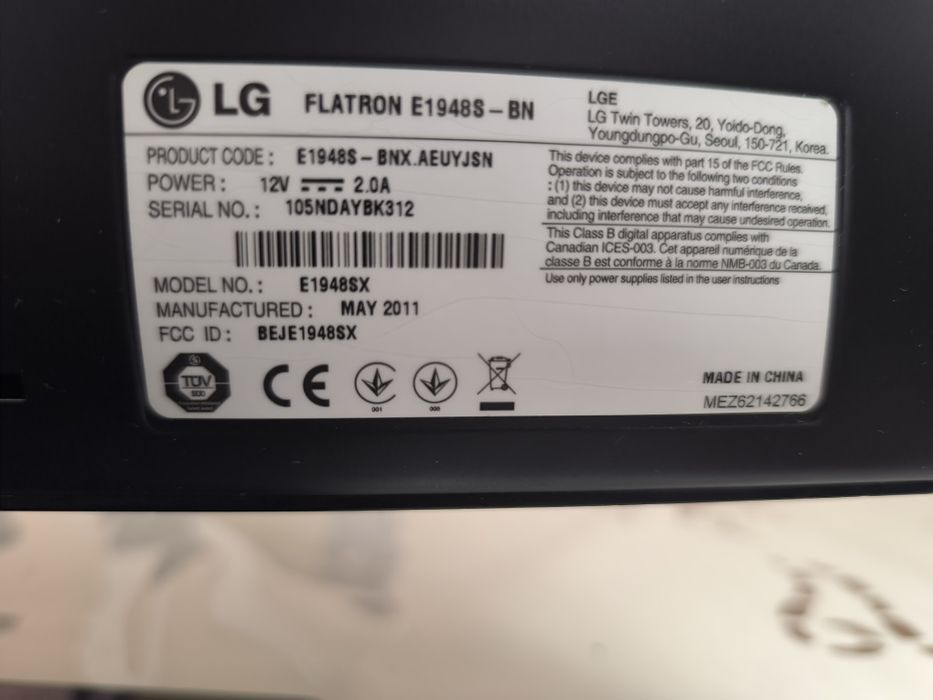 LG FLATRON E1948S-BN
PRODUCT CODE: E1948S-BNX.AEUYJSN
POWER: 12V 2.0A
SERIAL NO.: 105NDAYBK312
MODEL NO.: E1948SX
MANUFACTURED: MAY 2011
FCC ID: BEJE1948SX
TÜV
001
CE
LGE
LG Twin Towers, 20, Yoido-Dong,
Youngdungpo-Gu, Seoul, 150-721, Korea.
This device complies with part 15 of the FCC Rules.
Operation is subject to the following two conditions
: (1) this device may not cause harmful interference,
and (2) this device must accept any interference received,
including interference that may cause undesired operation.
This Class B digital apparatus complies with
Canadian ICES-003. Cet appareil numérique de la
classe B est conforme à la norme NMB-003 du Canada.
Use only power supplies listed in the user instructions
MADE IN CHINA
MEZ62142766